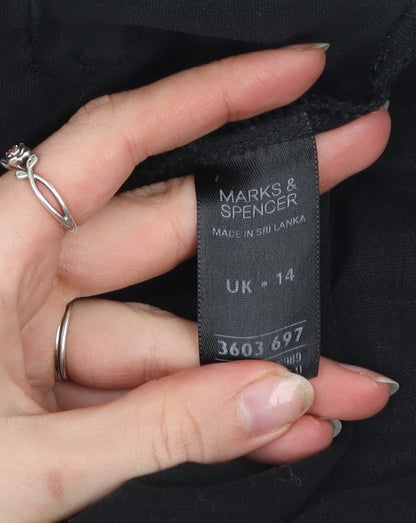 MARKS &
SPENCER
MADE IN SRI LANKA
UK • 14
3603 697